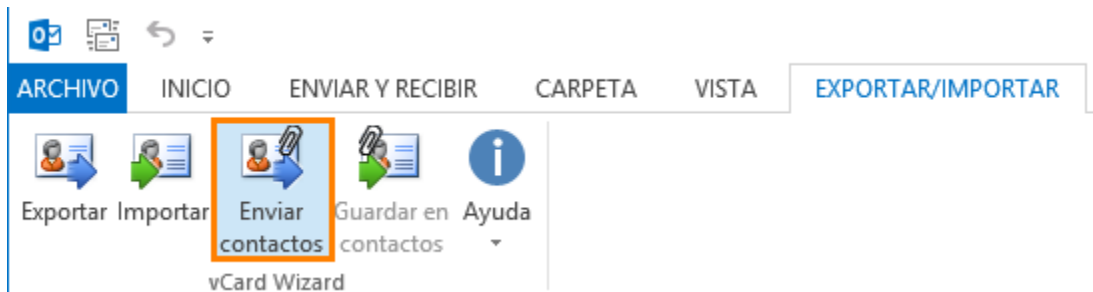 ARCHIVO INICIO ENVIAR Y RECIBIR CARPETA VISTA EXPORTAR/IMPORTAR
Exportar Importar Enviar Guardar en Ayuda
contactos contactos
vCard Wizard